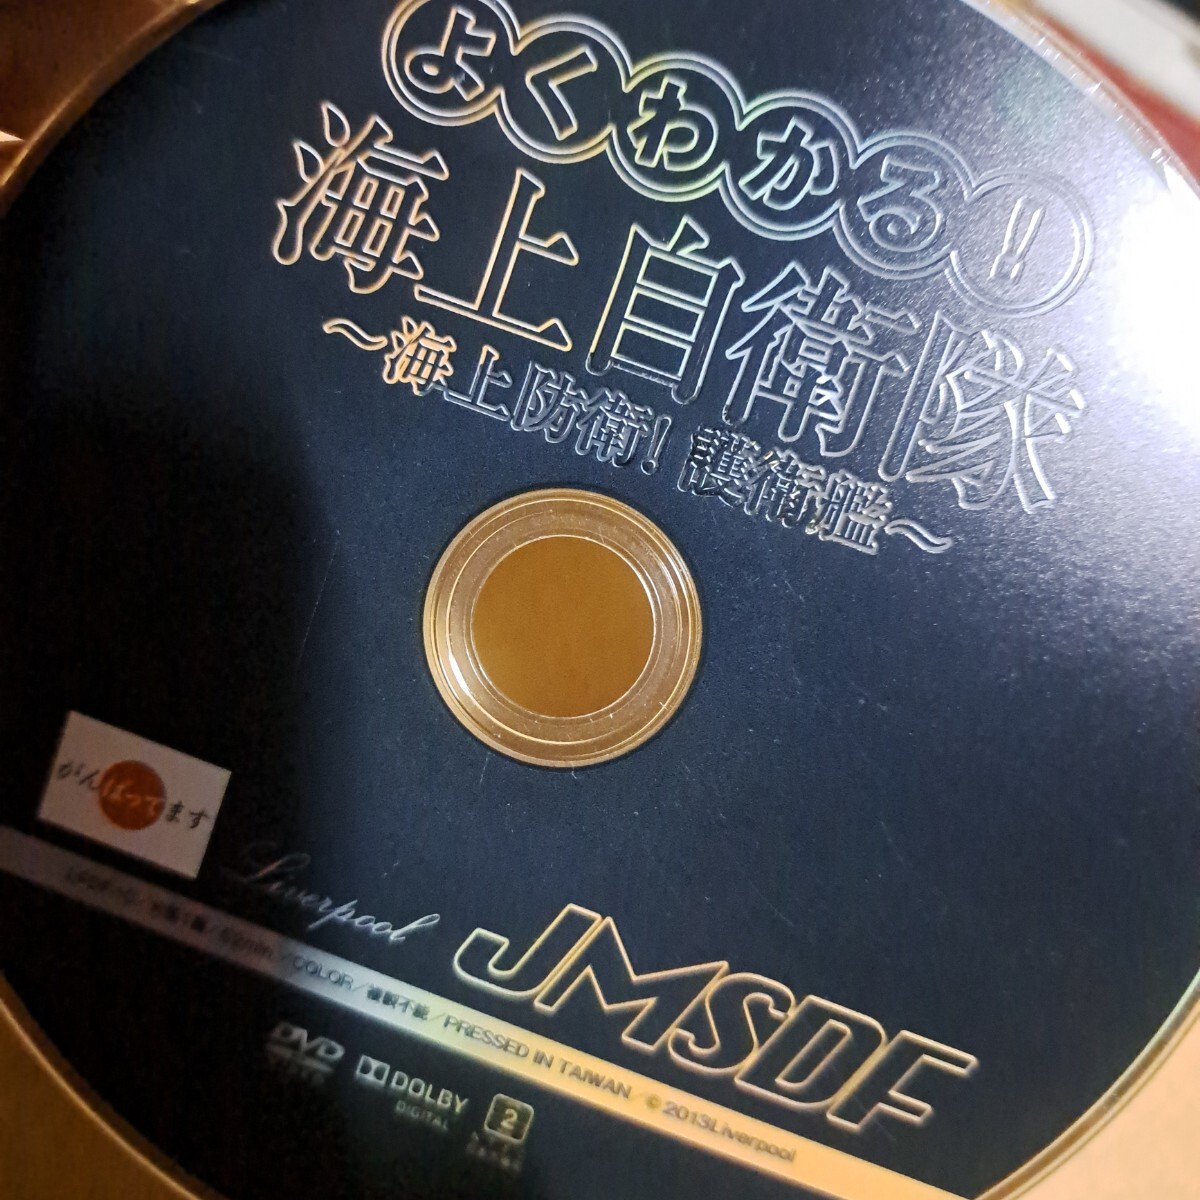 よくわかる!!
海上自衛隊
～海上防衛！護衛艦～
がんばってます
Liverpool
JMSDF
COLOR／複製不能／PRESSED IN TAIWAN／©2013Liverpool
DVD
DOLBY
DIGITAL
2